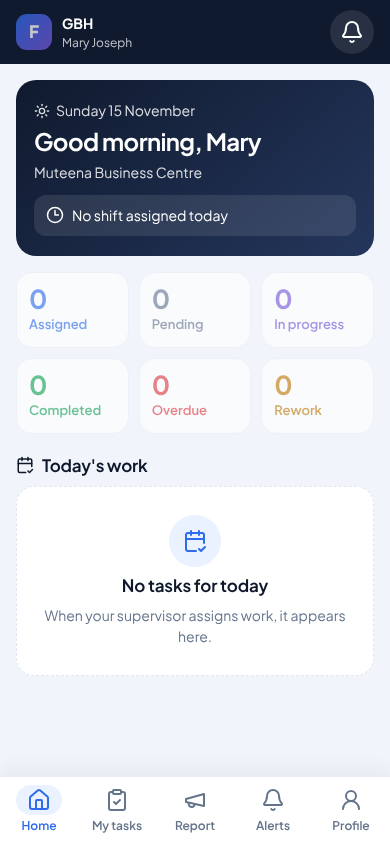 F
GBH
Mary Joseph
Sunday 15 November
Good morning, Mary
Muteena Business Centre
No shift assigned today
0
Assigned
0
Pending
0
In progress
0
Completed
0
Overdue
0
Rework
Today's work
No tasks for today
When your supervisor assigns work, it appears
here.
Home
My tasks
Report
Alerts
Profile